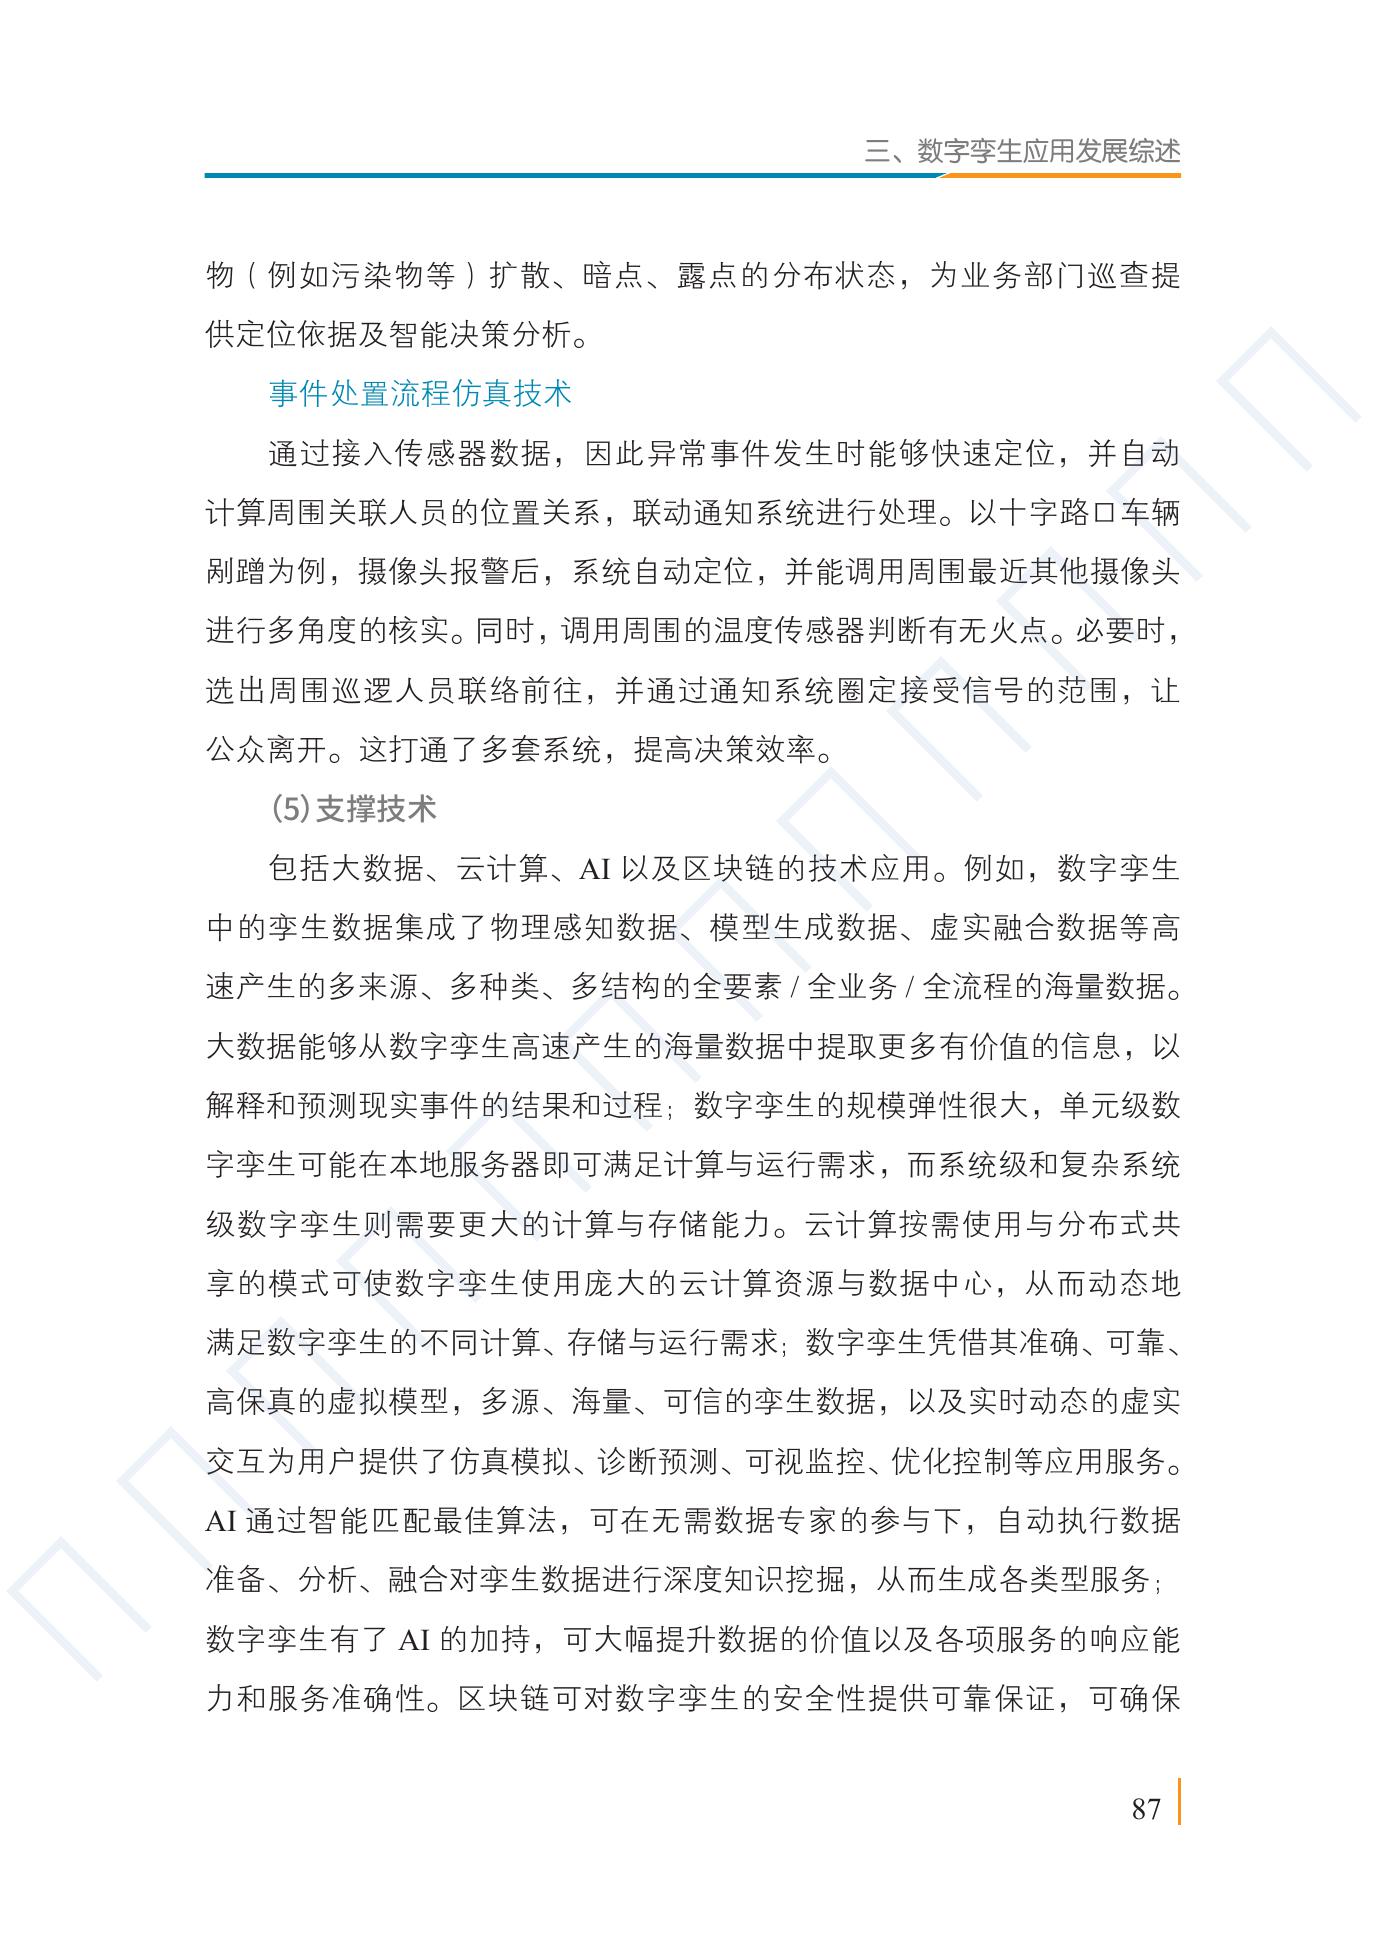 三、数字孪生应用发展综述
物（例如污染物等）扩散、暗点、露点的分布状态，为业务部门巡查提
供定位依据及智能决策分析。
事件处置流程仿真技术
通过接入传感器数据，因此异常事件发生时能够快速定位，并自动
计算周围关联人员的位置关系，联动通知系统进行处理。以十字路口车辆
剐蹭为例，摄像头报警后，系统自动定位，并能调用周围最近其他摄像头
进行多角度的核实。同时，调用周围的温度传感器判断有无火点。必要时，
选出周围巡逻人员联络前往，并通过通知系统圈定接受信号的范围，让
公众离开。这打通了多套系统，提高决策效率。
（5）支撑技术
包括大数据、云计算、AI 以及区块链的技术应用。例如，数字孪生
中的孪生数据集成了物理感知数据、模型生成数据、虚实融合数据等高
速产生的多来源、多种类、多结构的全要素 / 全业务 / 全流程的海量数据。
大数据能够从数字孪生高速产生的海量数据中提取更多有价值的信息，以
解释和预测现实事件的结果和过程；数字孪生的规模弹性很大，单元级数
字孪生可能在本地服务器即可满足计算与运行需求，而系统级和复杂系统
级数字孪生则需要更大的计算与存储能力。云计算按需使用与分布式共
享的模式可使数字孪生使用庞大的云计算资源与数据中心，从而动态地
满足数字孪生的不同计算、存储与运行需求；数字孪生凭借其准确、可靠、
高保真的虚拟模型，多源、海量、可信的孪生数据，以及实时动态的虚实
交互为用户提供了仿真模拟、诊断预测、可视监控、优化控制等应用服务。
AI 通过智能匹配最佳算法，可在无需数据专家的参与下，自动执行数据
准备、分析、融合对孪生数据进行深度知识挖掘，从而生成各类型服务；
数字孪生有了 AI 的加持，可大幅提升数据的价值以及各项服务的响应能
力和服务准确性。区块链可对数字孪生的安全性提供可靠保证，可确保
87